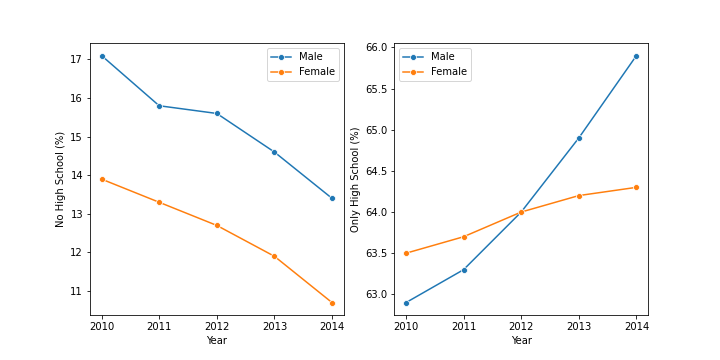 No High School (%)
17
16
15
14
13
12
11
Male
Female
2010 2011 2012 2013 2014
Year
Only High School (%)
66.0
65.5
65.0
64.5
64.0
63.5
63.0
Male
Female
2010 2011 2012 2013 2014
Year